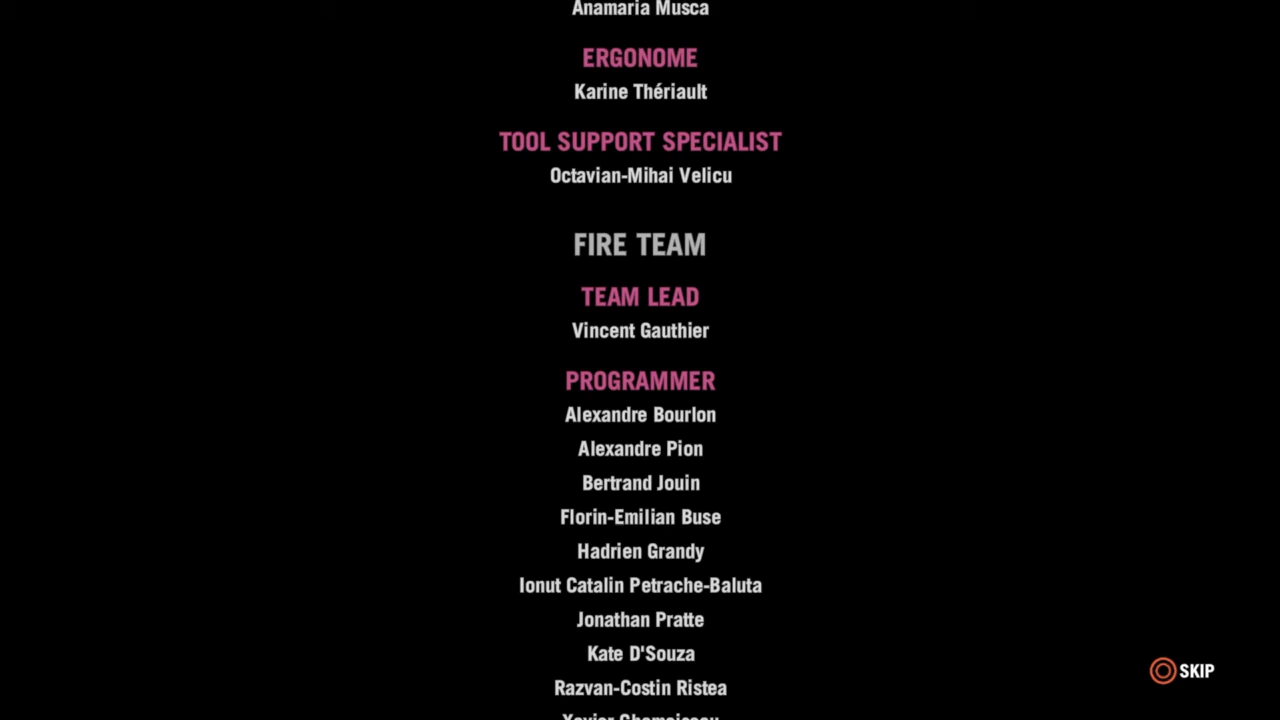 Anamaria Musca
ERGONOME
Karine Thériault
TOOL SUPPORT SPECIALIST
Octavian-Mihai Velicu
FIRE TEAM
TEAM LEAD
Vincent Gauthier
PROGRAMMER
Alexandre Bourlon
Alexandre Pion
Bertrand Jouin
Florin-Emilian Buse
Hadrien Grandy
Ionut Catalin Petrache-Baluta
Jonathan Pratte
Kate D'Souza
Razvan-Costin Ristea
SKIP